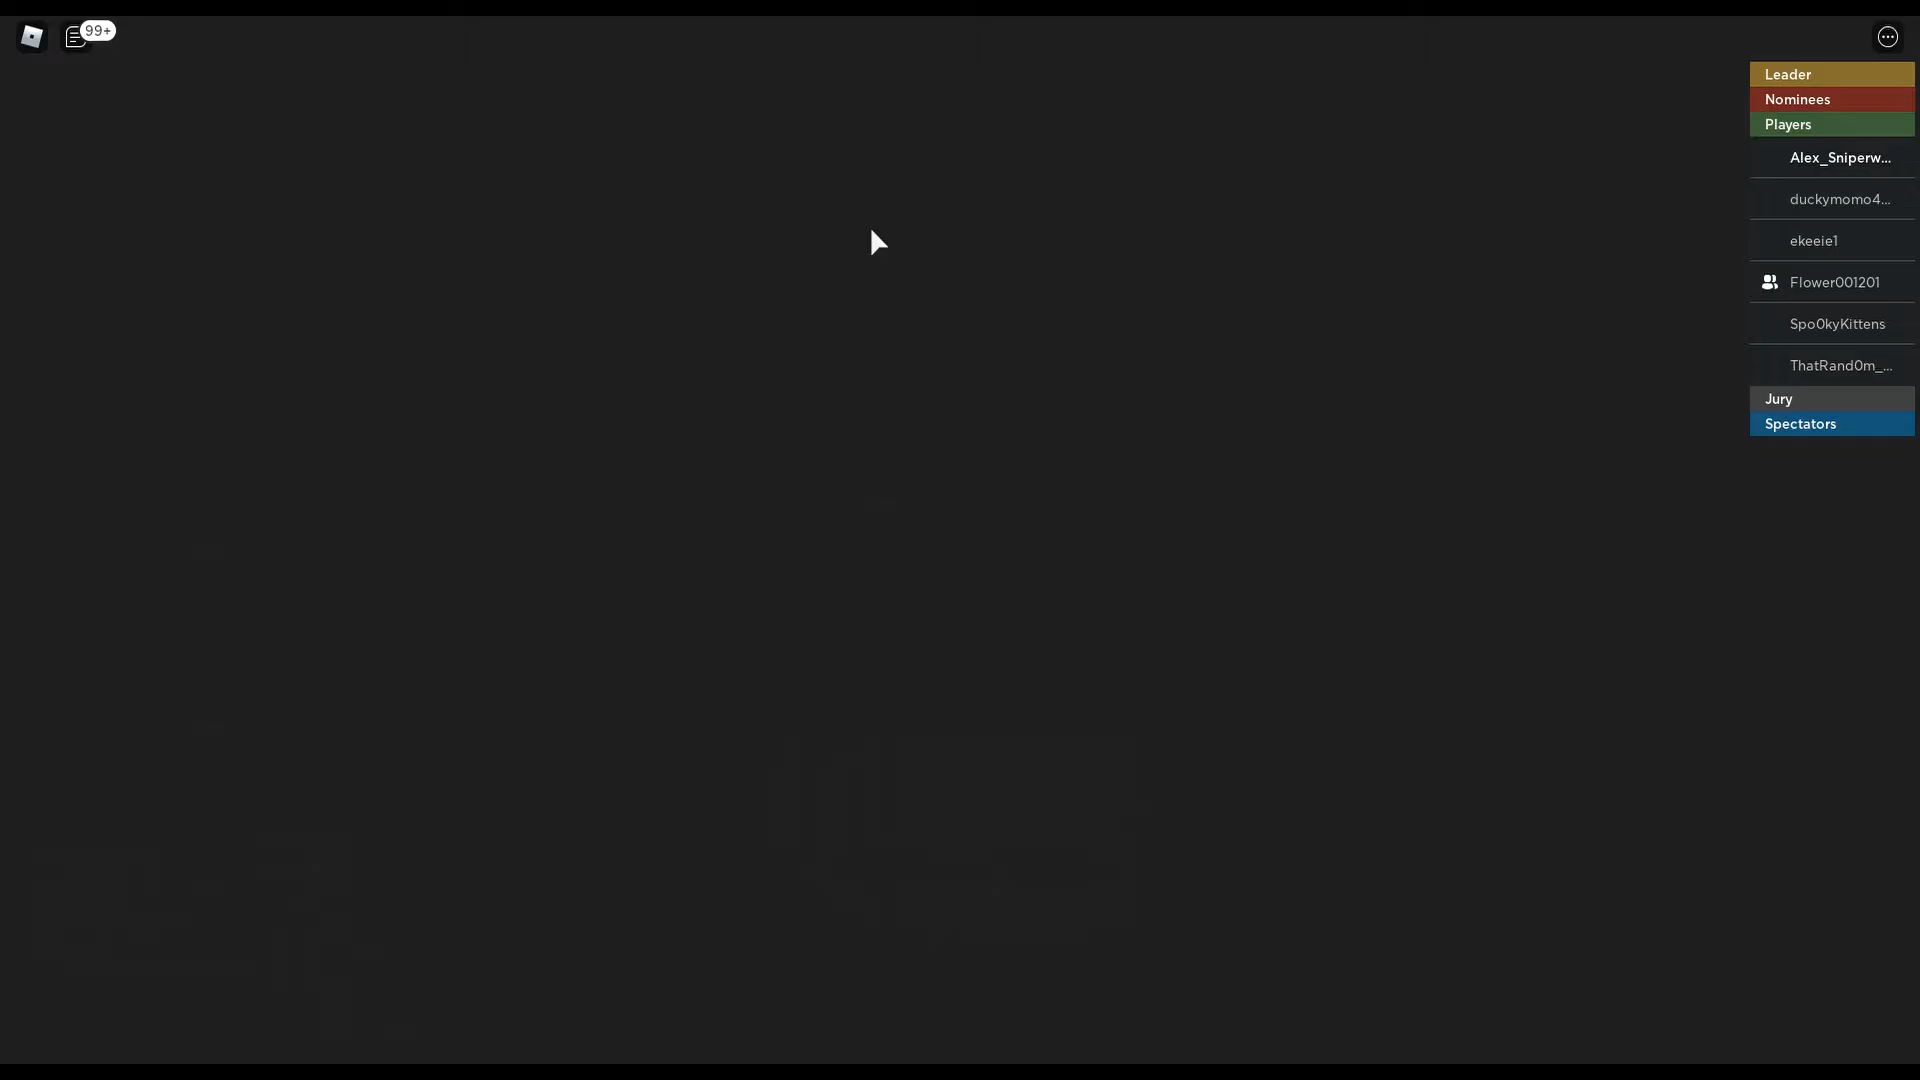 99+
Leader
Nominees
Players
Alex_Sniperw...
duckymomo4...
ekeeie1
Flower001201
Spo0kyKittens
ThatRand0m_...
Jury
Spectators